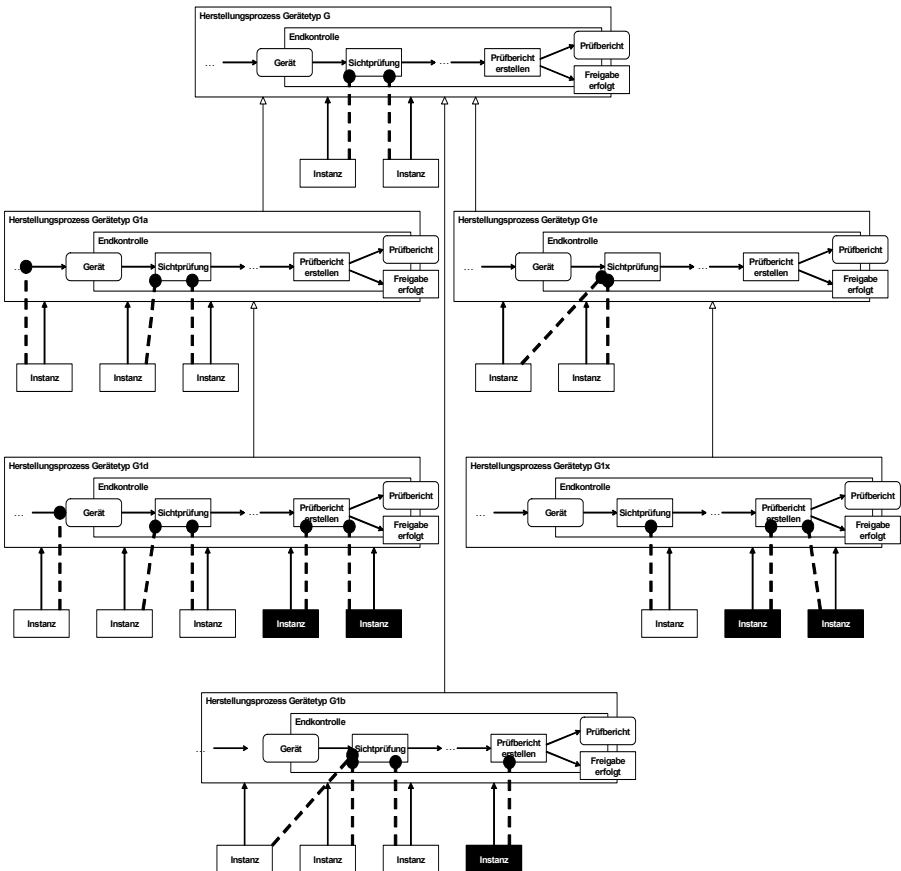 Herstellungsprozess Gerätetyp G
Endkontrolle
...
Gerät
Sichtprüfung
...
Prüfbericht
erstellen
Prüfbericht
Freigabe
erfolgt
Instanz
Instanz
Herstellungsprozess Gerätetyp G1a
Endkontrolle
...
Gerät
Sichtprüfung
...
Prüfbericht
erstellen
Prüfbericht
Freigabe
erfolgt
Instanz
Instanz
Instanz
Herstellungsprozess Gerätetyp G1e
Endkontrolle
...
Gerät
Sichtprüfung
...
Prüfbericht
erstellen
Prüfbericht
Freigabe
erfolgt
Instanz
Instanz
Herstellungsprozess Gerätetyp G1d
Endkontrolle
...
Gerät
Sichtprüfung
...
Prüfbericht
erstellen
Prüfbericht
Freigabe
erfolgt
Instanz
Instanz
Instanz
Instanz
Instanz
Herstellungsprozess Gerätetyp G1x
Endkontrolle
...
Gerät
Sichtprüfung
...
Prüfbericht
erstellen
Prüfbericht
Freigabe
erfolgt
Instanz
Instanz
Instanz
Herstellungsprozess Gerätetyp G1b
Endkontrolle
...
Gerät
Sichtprüfung
...
Prüfbericht
erstellen
Prüfbericht
Freigabe
erfolgt
Instanz
Instanz
Instanz
Instanz